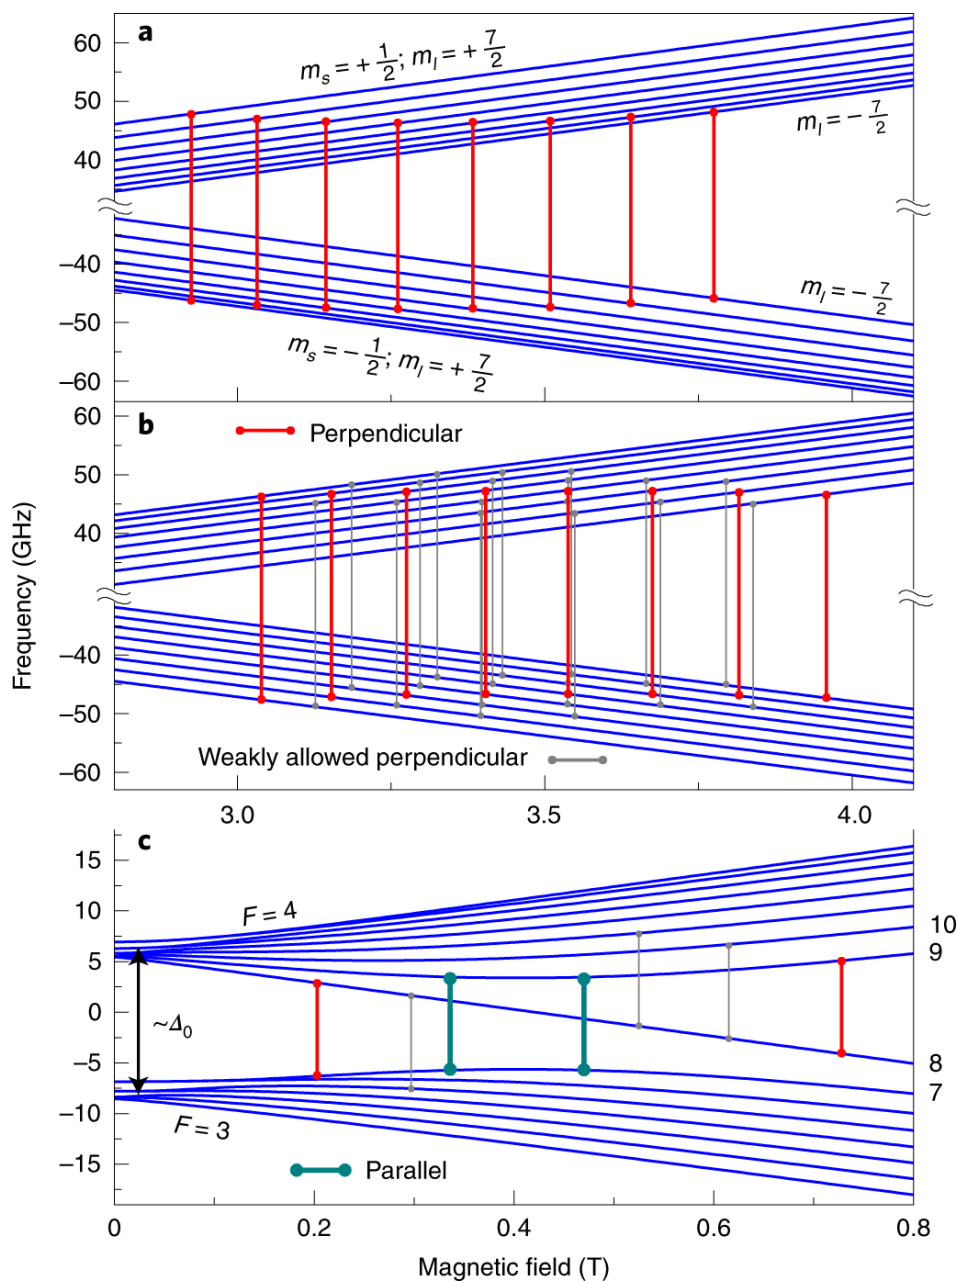 a
60
50
40
−40
−50
−60
m_s = + 1/2; m_I = + 7/2
m_I = − 7/2
m_I = − 7/2
m_s = − 1/2; m_I = + 7/2
b
Perpendicular
60
50
40
−40
−50
−60
Weakly allowed perpendicular
3.0 3.5 4.0
Frequency (GHz)
c
15
10
5
0
−5
−10
−15
F = 4
~Δ₀
F = 3
Parallel
10
9
8
7
0 0.2 0.4 0.6 0.8
Magnetic field (T)